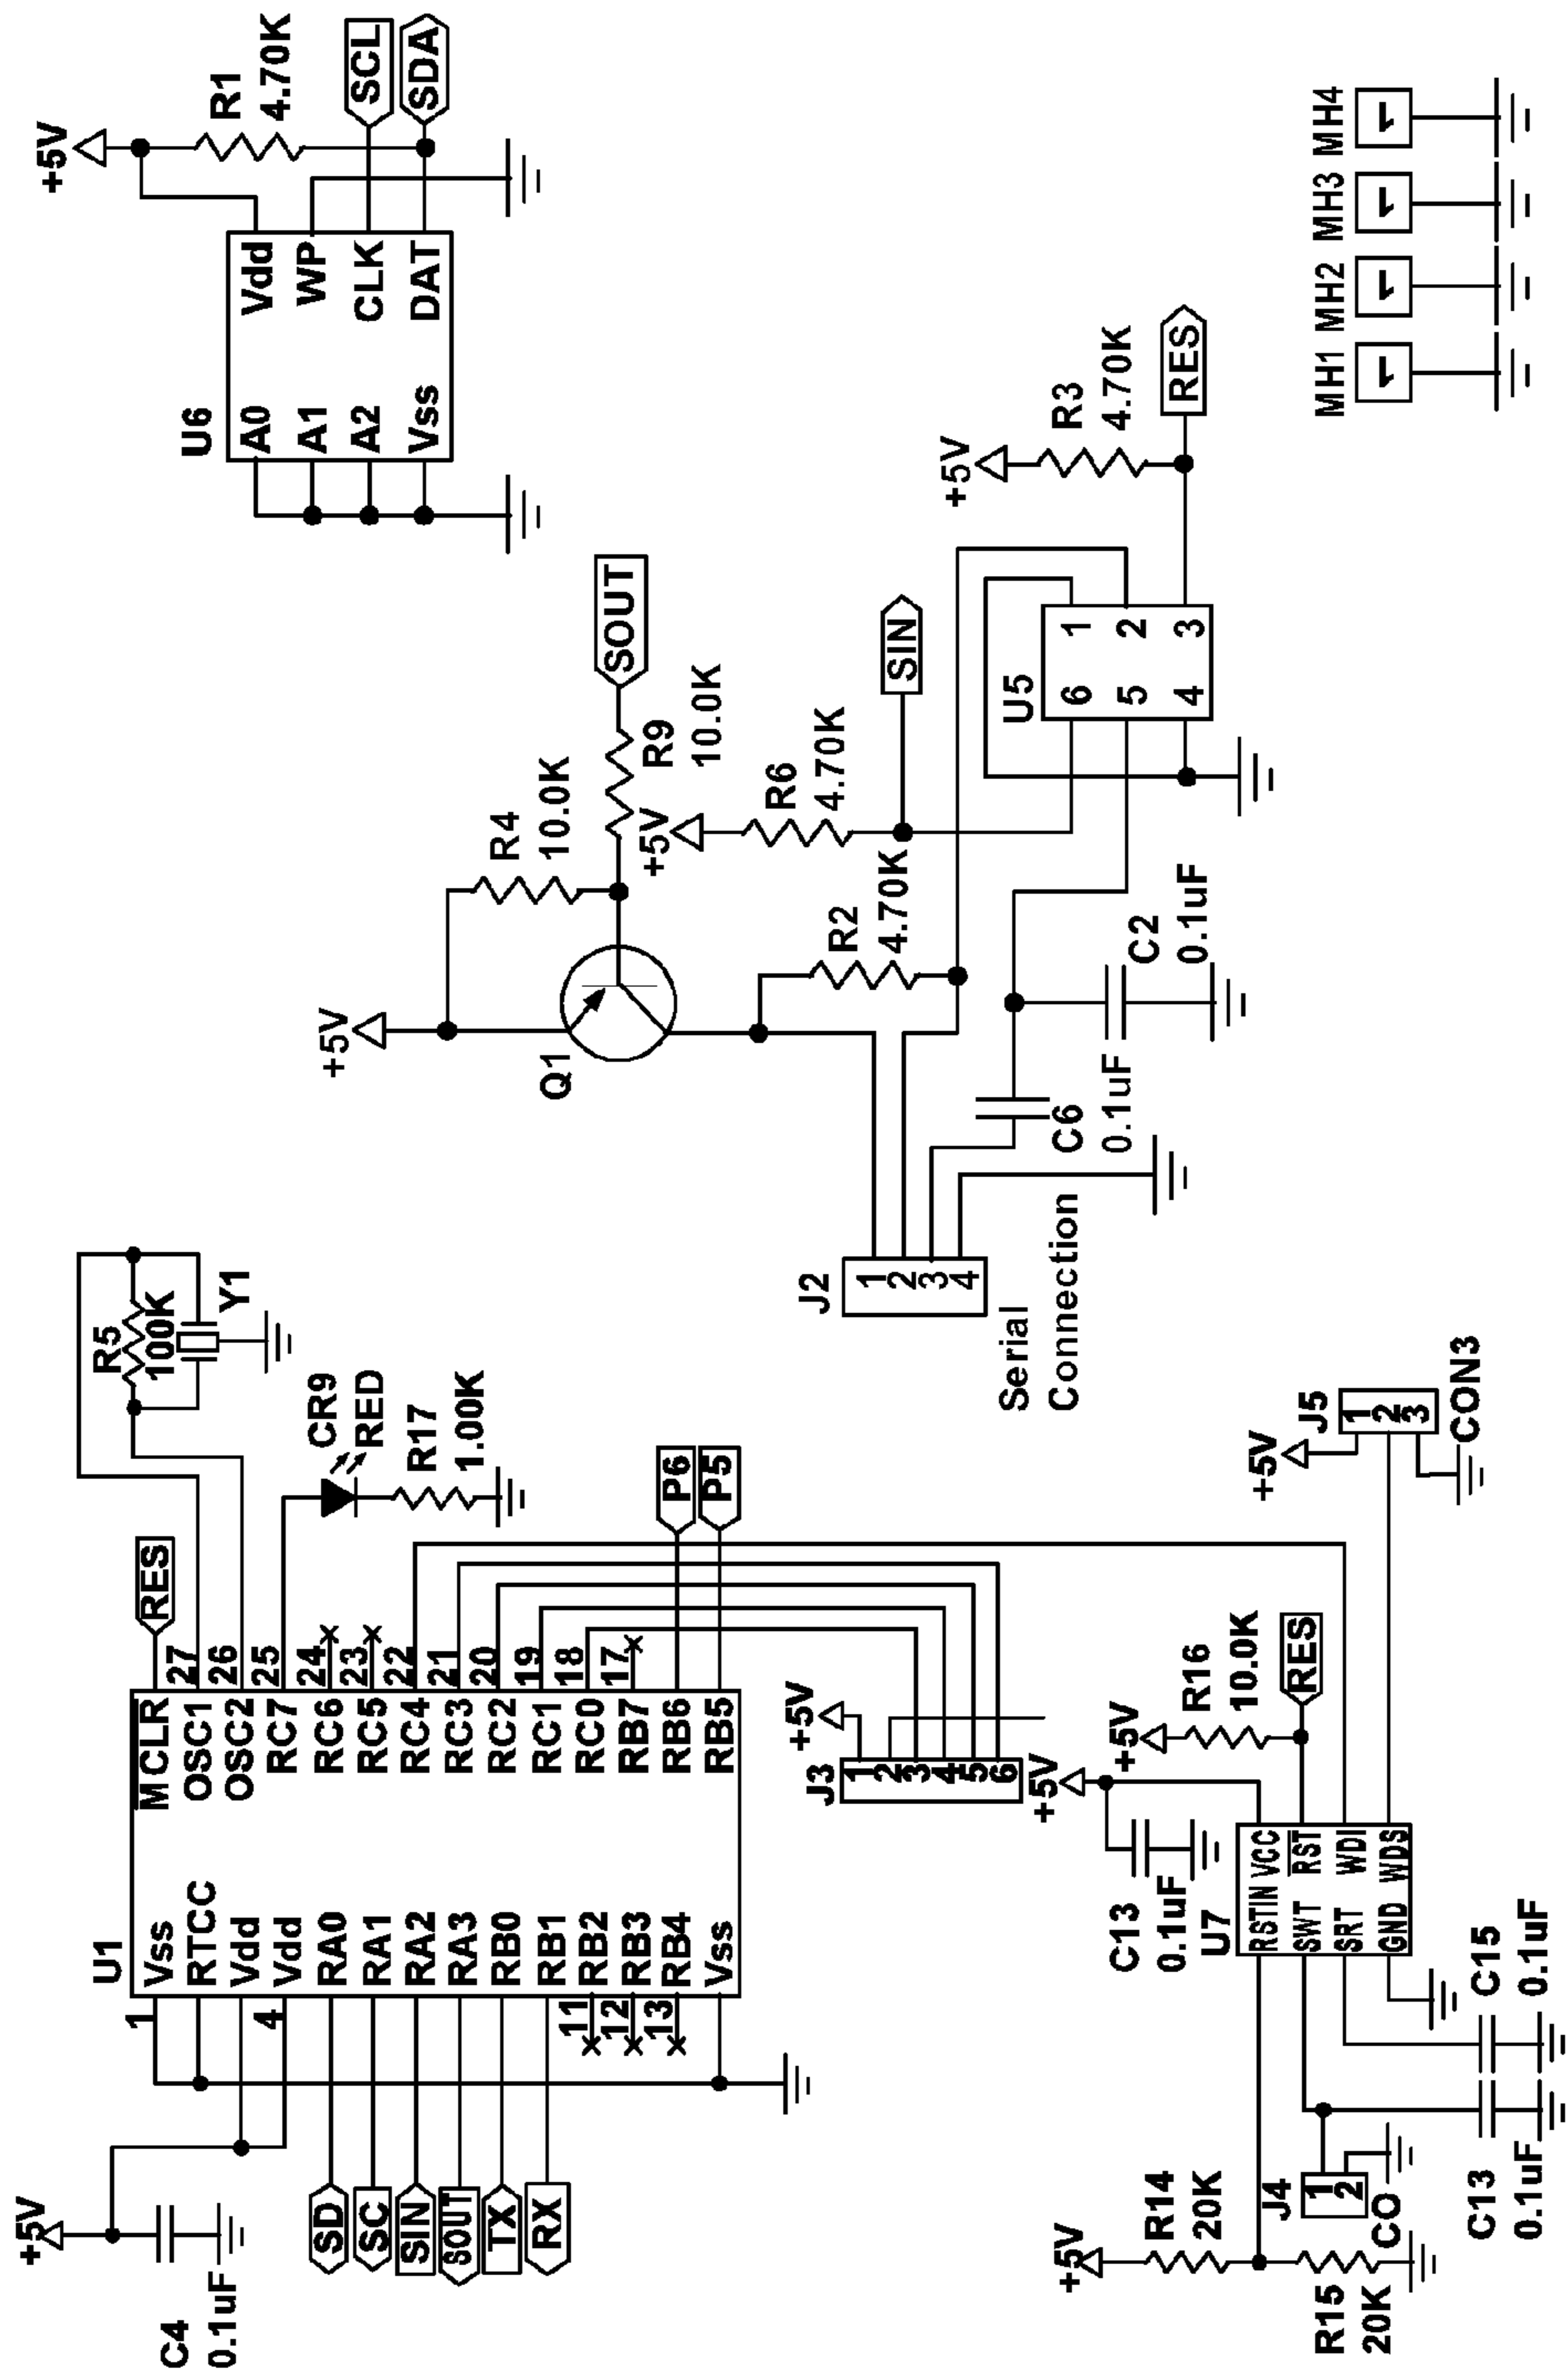 +5V
C4
0.1uF
U1
1
4
11
12
13
Vss
RTCC
Vdd
Vdd
RA0
RA1
RA2
RA3
RB0
RB1
RB2
RB3
RB4
Vss
MCLR
OSC1
OSC2
RC7
RC6
RC5
RC4
RC3
RC2
RC1
RC0
RB7
RB6
RB5
27
26
25
24
23
22
21
20
19
18
17
SD
SC
SIN
SOUT
TX
RX
RES
R5
100K
Y1
CR9
RED
R17
1.00K
P6
P5
+5V
R1
4.70K
SCL
SDA
U6
A0
A1
A2
Vss
Vdd
WP
CLK
DAT
+5V
Q1
R4
10.0K
R9
10.0K
SOUT
+5V
R6
4.70K
SIN
R2
4.70K
J2
1
2
3
4
Serial
Connection
C6
0.1uF
C2
0.1uF
U5
6
5
4
1
2
3
+5V
R3
4.70K
RES
J3
1
2
3
4
5
6
+5V
+5V
C13
0.1uF
U7
RSTIN
SWT
SRT
GND
VCC
RST
WDI
WDS
+5V
R16
10.0K
RES
+5V
J5
1
2
3
CON3
+5V
R14
20K
R15
20K
J4
1
2
CO
C13
0.1uF
C15
0.1uF
MH1
MH2
MH3
MH4
1
1
1
1